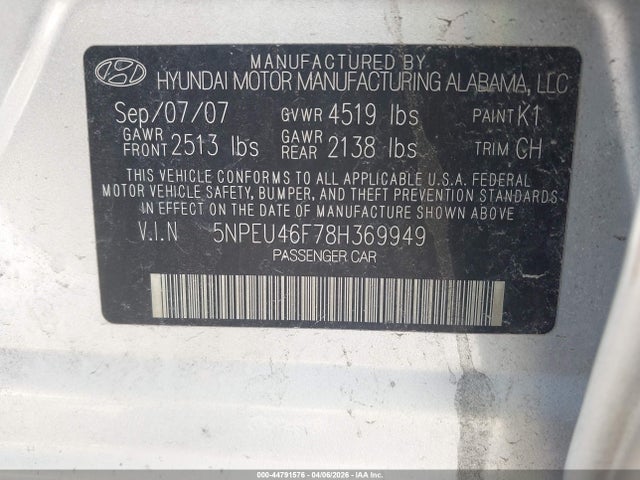 MANUFACTURED BY
HYUNDAI MOTOR MANUFACTURING ALABAMA, LLC
Sep/07/07 GVWR 4519 lbs PAINT K1
GAWR FRONT 2513 lbs GAWR REAR 2138 lbs TRIM CH
THIS VEHICLE CONFORMS TO ALL APPLICABLE U.S.A. FEDERAL
MOTOR VEHICLE SAFETY, BUMPER, AND THEFT PREVENTION STANDARDS
IN EFFECT ON THE DATE OF MANUFACTURE SHOWN ABOVE
V.I.N 5NPEU46F78H369949
PASSENGER CAR
000-44791576 - 04/06/2026 - IAAI.COM